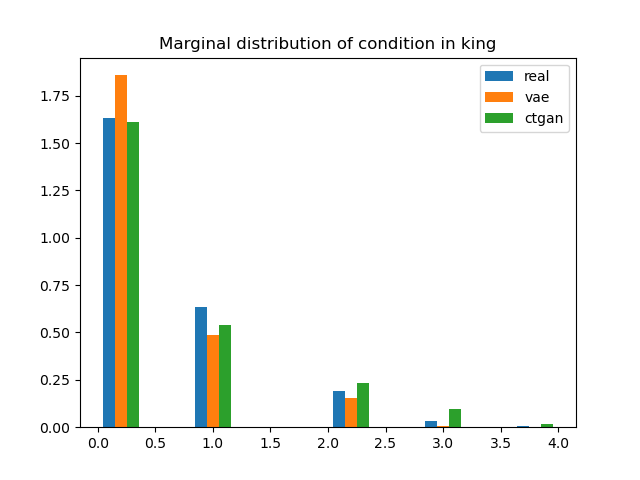 Marginal distribution of condition in king
real
vae
ctgan
1.75
1.50
1.25
1.00
0.75
0.50
0.25
0.00
0.0 0.5 1.0 1.5 2.0 2.5 3.0 3.5 4.0